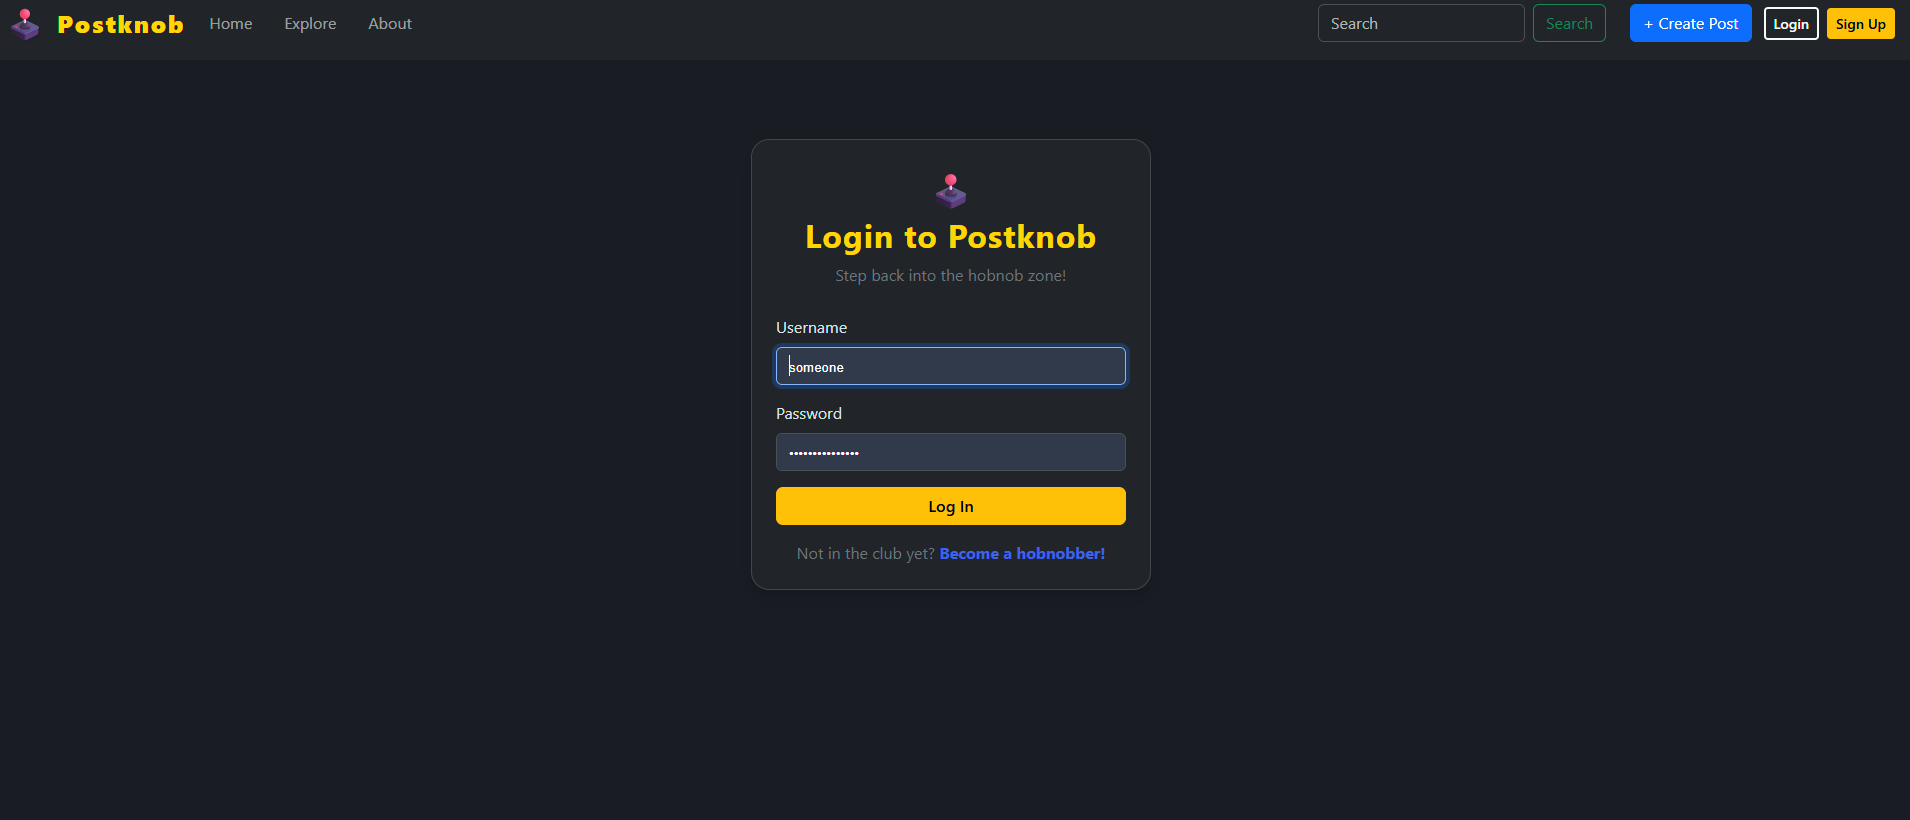 Postknob Home Explore About Search Search + Create Post Login Sign Up
Login to Postknob
Step back into the hobnob zone!
Username
someone
Password
•••••••••••••••
Log In
Not in the club yet? Become a hobnobber!